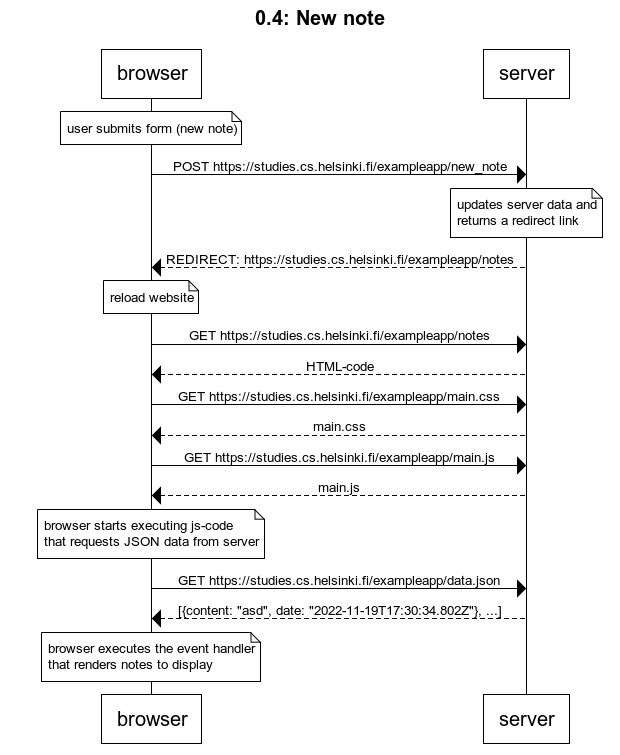 0.4: New note
browser
server
user submits form (new note)
POST https://studies.cs.helsinki.fi/exampleapp/new_note
updates server data and
returns a redirect link
REDIRECT: https://studies.cs.helsinki.fi/exampleapp/notes
reload website
GET https://studies.cs.helsinki.fi/exampleapp/notes
HTML-code
GET https://studies.cs.helsinki.fi/exampleapp/main.css
main.css
GET https://studies.cs.helsinki.fi/exampleapp/main.js
main.js
browser starts executing js-code
that requests JSON data from server
GET https://studies.cs.helsinki.fi/exampleapp/data.json
[{content: "asd", date: "2022-11-19T17:30:34.802Z"}, ...]
browser executes the event handler
that renders notes to display
browser
server